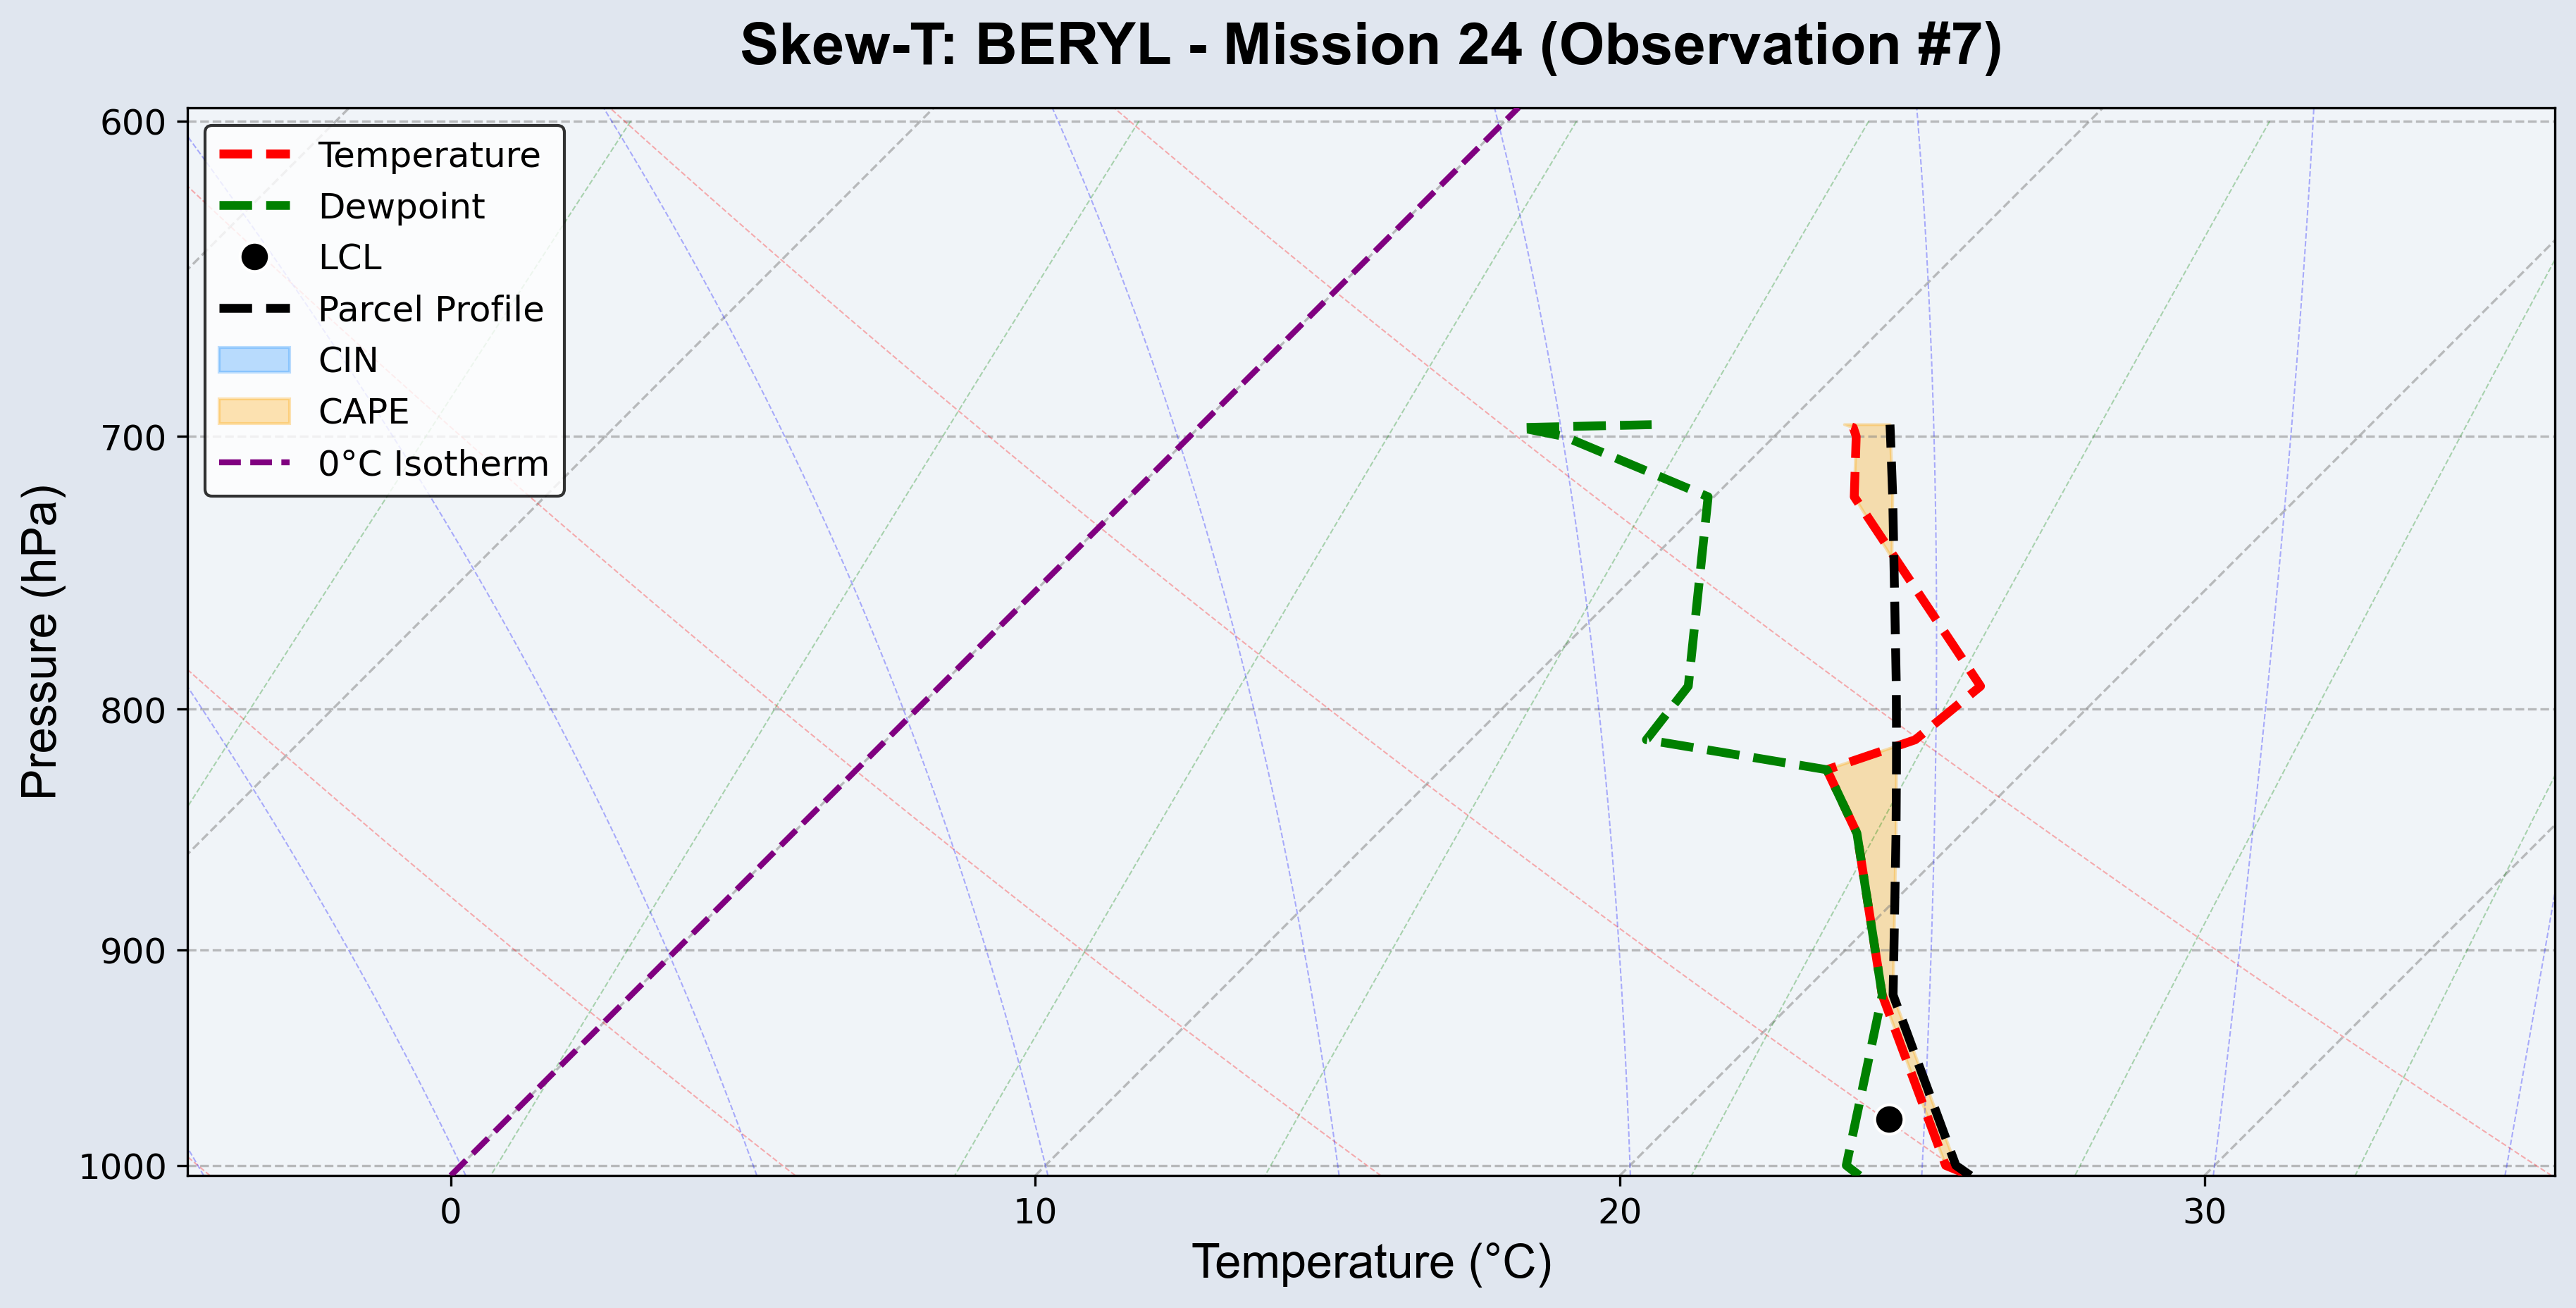 Skew-T: BERYL - Mission 24 (Observation #7)
600
700
800
900
1000
Pressure (hPa)
Temperature
Dewpoint
LCL
Parcel Profile
CIN
CAPE
0°C Isotherm
0
10
20
30
Temperature (°C)